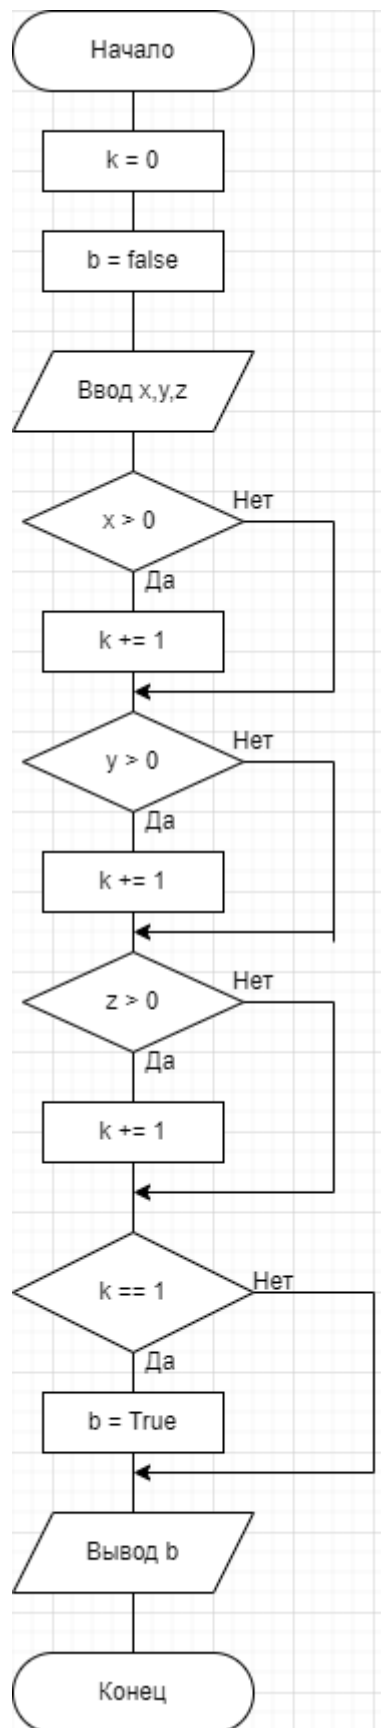 Начало
k = 0
b = false
Ввод x,y,z
x > 0
Нет
Да
k += 1
y > 0
Нет
Да
k += 1
z > 0
Нет
Да
k += 1
k == 1
Нет
Да
b = True
Вывод b
Конец